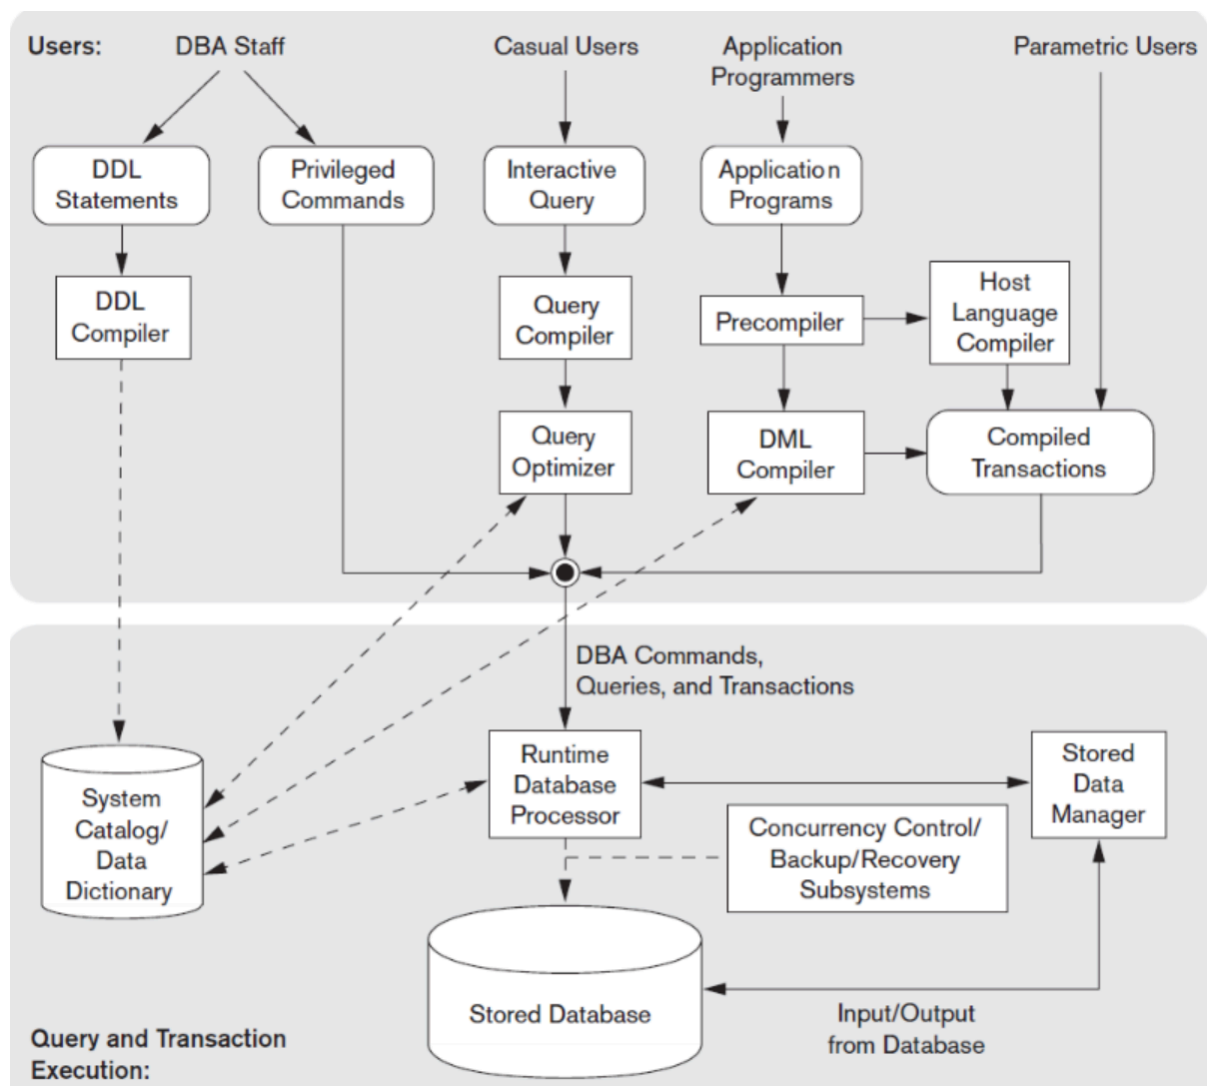 Users:
DBA Staff
Casual Users
Application
Programmers
Parametric Users
DDL
Statements
Privileged
Commands
Interactive
Query
Application
Programs
DDL
Compiler
Query
Compiler
Precompiler
Host
Language
Compiler
Query
Optimizer
DML
Compiler
Compiled
Transactions
DBA Commands,
Queries, and Transactions
System
Catalog/
Data
Dictionary
Runtime
Database
Processor
Stored
Data
Manager
Concurrency Control/
Backup/Recovery
Subsystems
Stored Database
Input/Output
from Database
Query and Transaction
Execution: